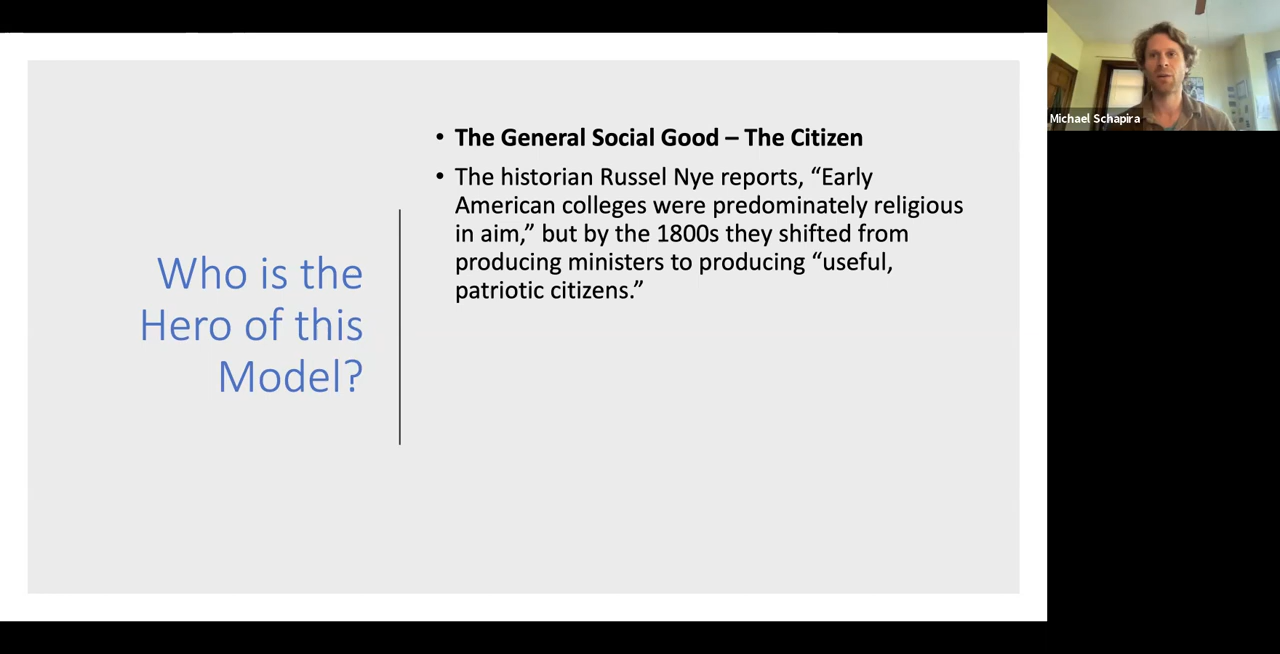 Who is the
Hero of this
Model?
• The General Social Good – The Citizen
• The historian Russel Nye reports, “Early
American colleges were predominately religious
in aim,” but by the 1800s they shifted from
producing ministers to producing “useful,
patriotic citizens.”
Michael Schapira